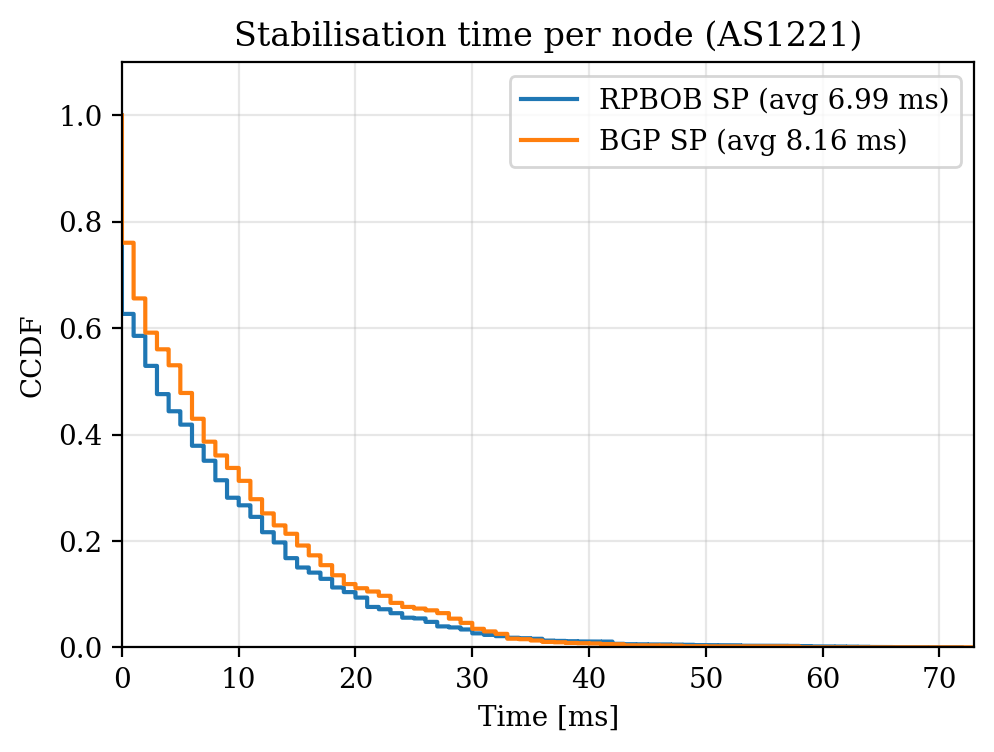 Stabilisation time per node (AS1221)
RPBOB SP (avg 6.99 ms)
BGP SP (avg 8.16 ms)
CCDF
1.0
0.8
0.6
0.4
0.2
0.0
0 10 20 30 40 50 60 70
Time [ms]